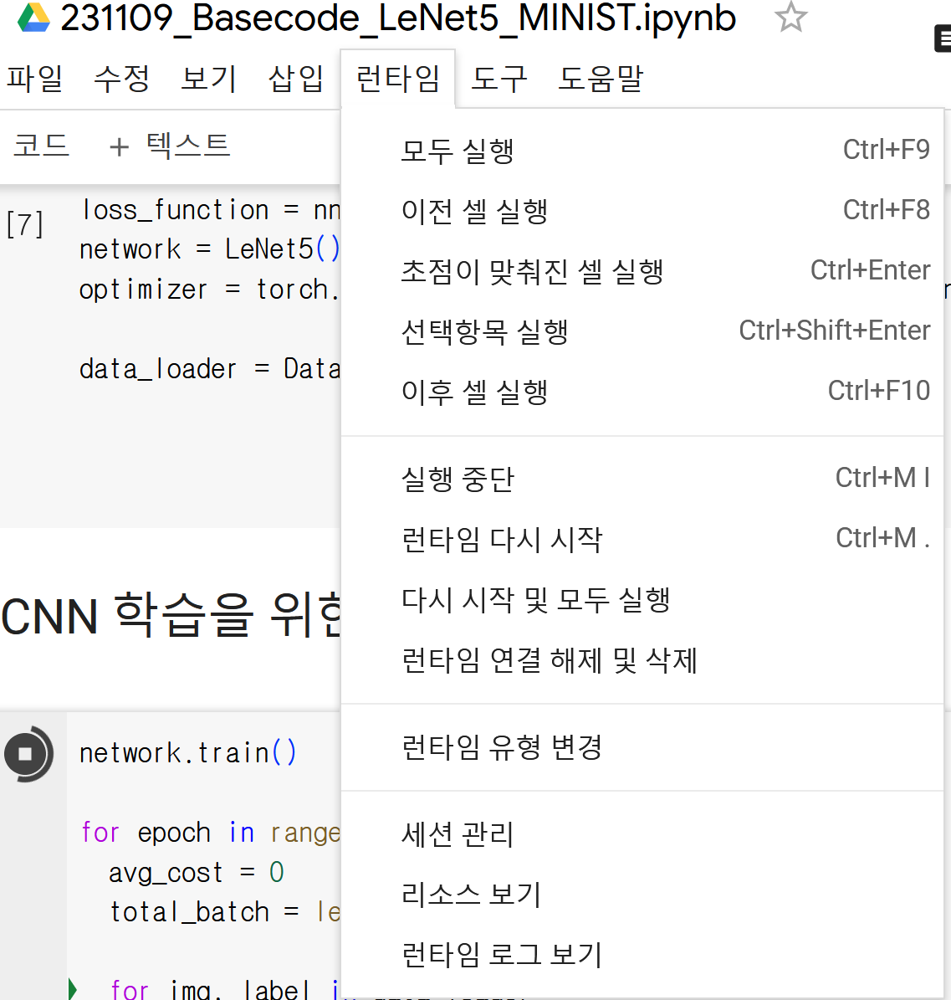 231109_Basecode_LeNet5_MINIST.ipynb
파일 수정 보기 삽입 런타임 도구 도움말
코드 + 텍스트
[7] loss_function = nn
network = LeNet5()
optimizer = torch.
data_loader = Data
모두 실행 Ctrl+F9
이전 셀 실행 Ctrl+F8
초점이 맞춰진 셀 실행 Ctrl+Enter
선택항목 실행 Ctrl+Shift+Enter
이후 셀 실행 Ctrl+F10
실행 중단 Ctrl+M I
런타임 다시 시작 Ctrl+M .
다시 시작 및 모두 실행
런타임 연결 해제 및 삭제
런타임 유형 변경
세션 관리
리소스 보기
런타임 로그 보기
CNN 학습을 위한
network.train()
for epoch in range
avg_cost = 0
total_batch = le
for img, label in